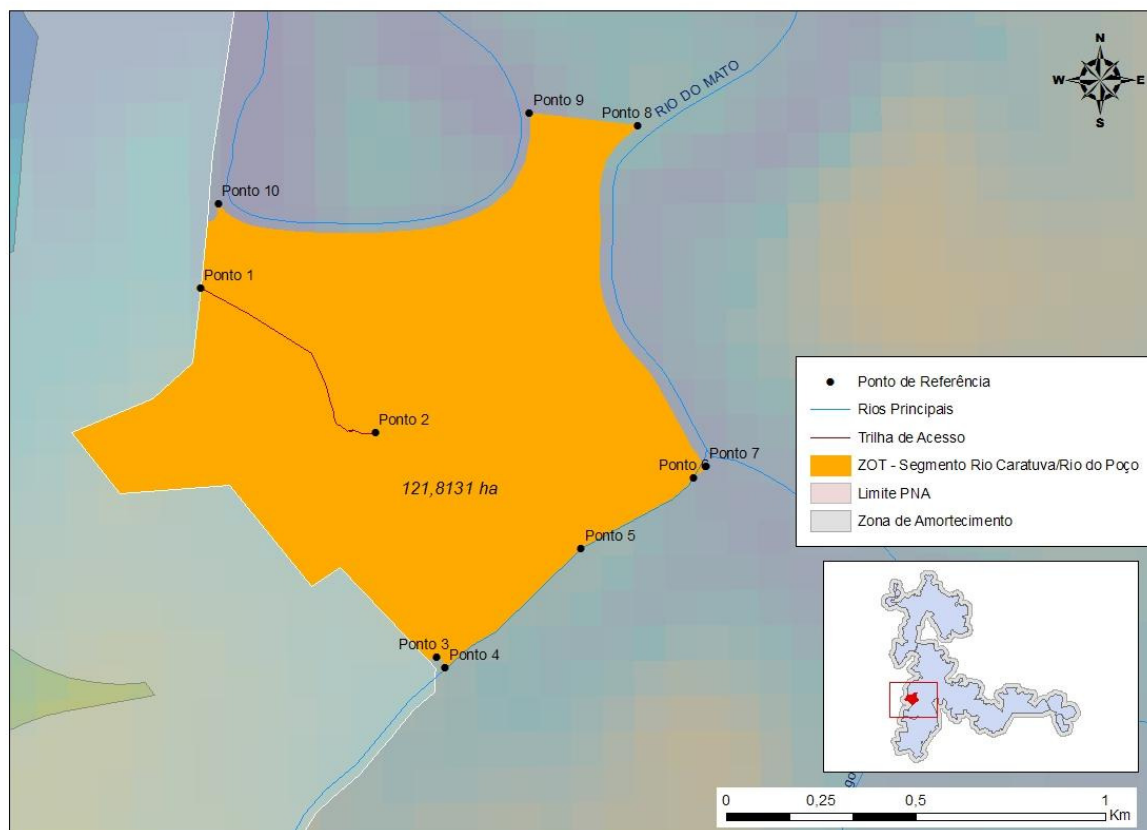 N
W E
S
Ponto 9
Ponto 8
RIO DO MATO
Ponto 10
Ponto 1
Ponto 2
Ponto 7
Ponto 6
121,8131 ha
Ponto 5
Ponto 3
Ponto 4
Ponto de Referência
Rios Principais
Trilha de Acesso
ZOT - Segmento Rio Caratuva/Rio do Poço
Limite PNA
Zona de Amortecimento
0 0,25 0,5 1
Km